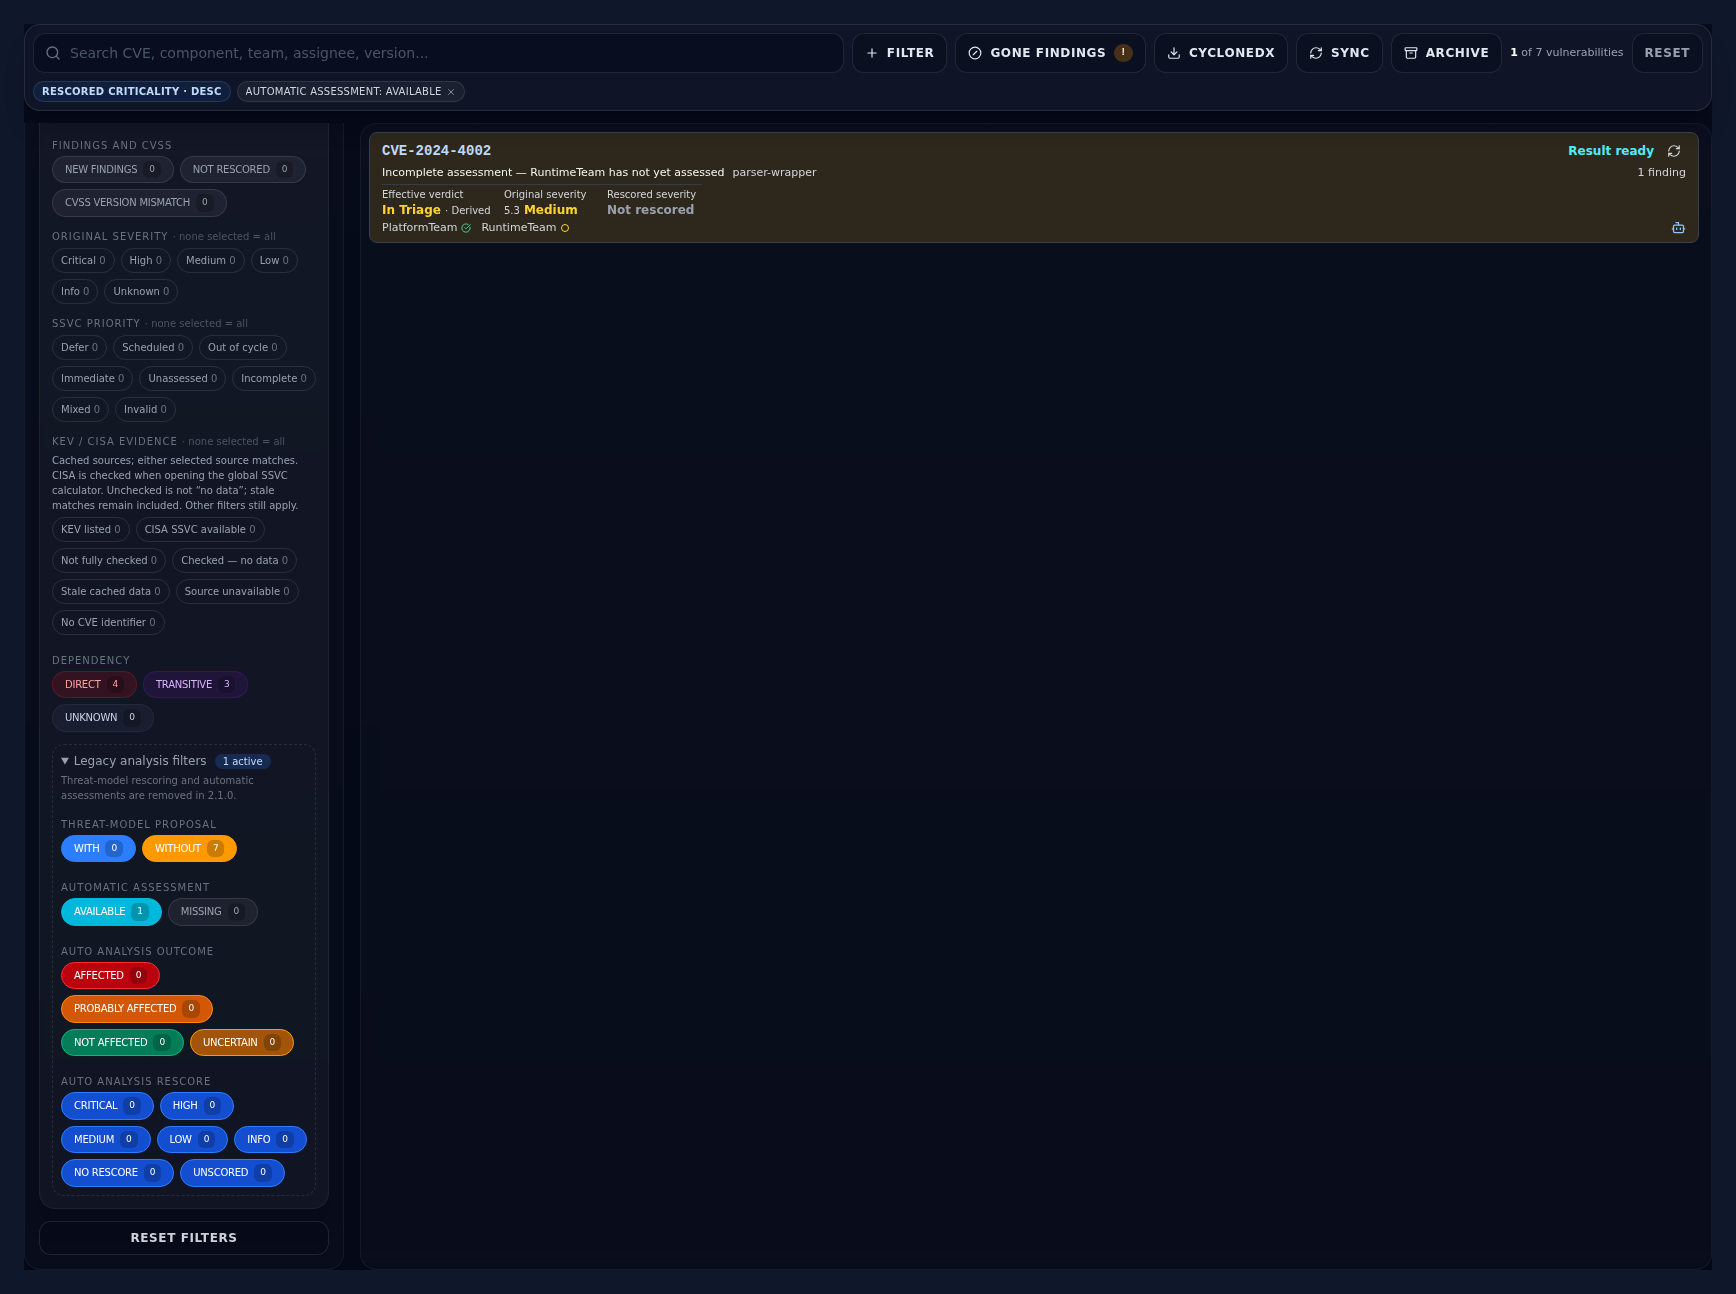 Search CVE, component, team, assignee, version...
FILTER
GONE FINDINGS !
CYCLONEDX
SYNC
ARCHIVE
1 of 7 vulnerabilities
RESET
RESCORED CRITICALITY · DESC
AUTOMATIC ASSESSMENT: AVAILABLE ×
FINDINGS AND CVSS
NEW FINDINGS 0
NOT RESCORED 0
CVSS VERSION MISMATCH 0
ORIGINAL SEVERITY · none selected = all
Critical 0 High 0 Medium 0 Low 0
Info 0 Unknown 0
SSVC PRIORITY · none selected = all
Defer 0 Scheduled 0 Out of cycle 0
Immediate 0 Unassessed 0 Incomplete 0
Mixed 0 Invalid 0
KEV / CISA EVIDENCE · none selected = all
Cached sources; either selected source matches.
CISA is checked when opening the global SSVC
calculator. Unchecked is not “no data”; stale
matches remain included. Other filters still apply.
KEV listed 0 CISA SSVC available 0
Not fully checked 0 Checked — no data 0
Stale cached data 0 Source unavailable 0
No CVE identifier 0
DEPENDENCY
DIRECT 4 TRANSITIVE 3
UNKNOWN 0
▼ Legacy analysis filters 1 active
Threat-model rescoring and automatic
assessments are removed in 2.1.0.
THREAT-MODEL PROPOSAL
WITH 0 WITHOUT 7
AUTOMATIC ASSESSMENT
AVAILABLE 1 MISSING 0
AUTO ANALYSIS OUTCOME
AFFECTED 0
PROBABLY AFFECTED 0
NOT AFFECTED 0 UNCERTAIN 0
AUTO ANALYSIS RESCORE
CRITICAL 0 HIGH 0
MEDIUM 0 LOW 0 INFO 0
NO RESCORE 0 UNSCORED 0
RESET FILTERS
CVE-2024-4002
Result ready
Incomplete assessment — RuntimeTeam has not yet assessed parser-wrapper
1 finding
Effective verdict Original severity Rescored severity
In Triage · Derived 5.3 Medium Not rescored
PlatformTeam RuntimeTeam